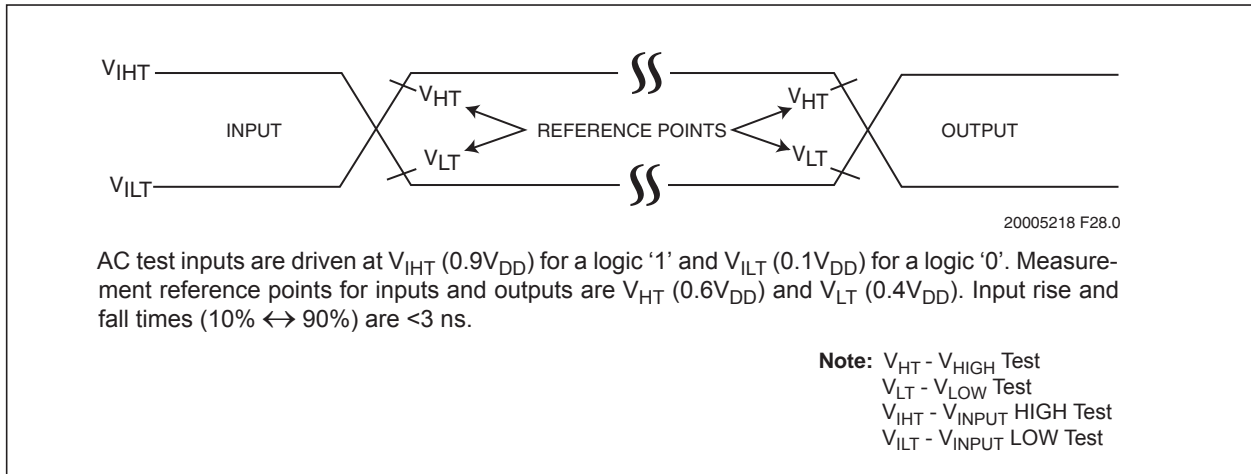 VIHT
VHT
VHT
INPUT
REFERENCE POINTS
OUTPUT
VLT
VLT
VILT
20005218 F28.0
AC test inputs are driven at VIHT (0.9VDD) for a logic ‘1’ and VILT (0.1VDD) for a logic ‘0’. Measure-
ment reference points for inputs and outputs are VHT (0.6VDD) and VLT (0.4VDD). Input rise and
fall times (10% ↔ 90%) are <3 ns.
Note: VHT - VHIGH Test
VLT - VLOW Test
VIHT - VINPUT HIGH Test
VILT - VINPUT LOW Test